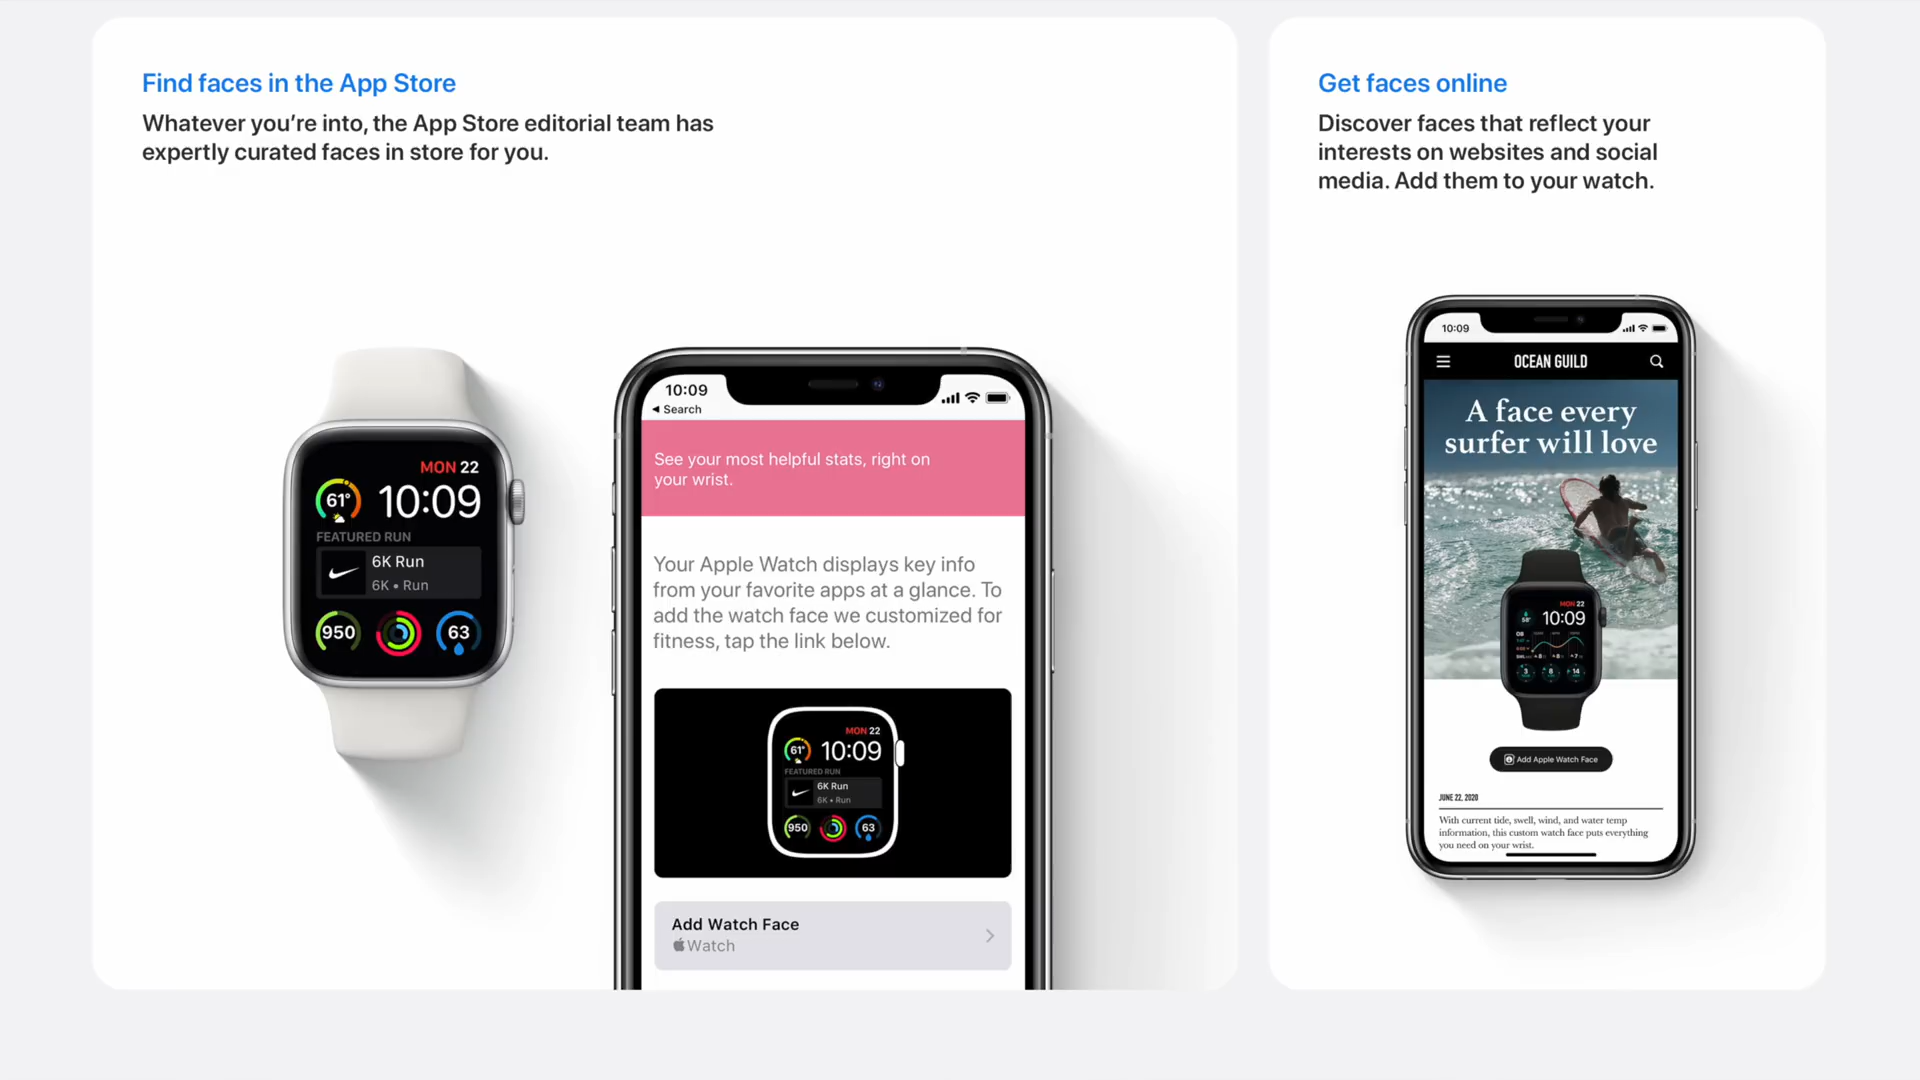 Find faces in the App Store
Whatever you’re into, the App Store editorial team has
expertly curated faces in store for you.
MON 22
61°
10:09
FEATURED RUN
6K Run
6K • Run
950
63
10:09
◀ Search
See your most helpful stats, right on
your wrist.
Your Apple Watch displays key info
from your favorite apps at a glance. To
add the watch face we customized for
fitness, tap the link below.
MON 22
61°
10:09
FEATURED RUN
6K Run
6K • Run
950
63
Add Watch Face
Watch
Get faces online
Discover faces that reflect your
interests on websites and social
media. Add them to your watch.
10:09
OCEAN GUILD
A face every
surfer will love
MON 22
58°
10:09
3
8
14
Add Apple Watch Face
JUNE 22, 2020
With current tide, swell, wind, and water temp
information, this custom watch face puts everything
you need on your wrist.